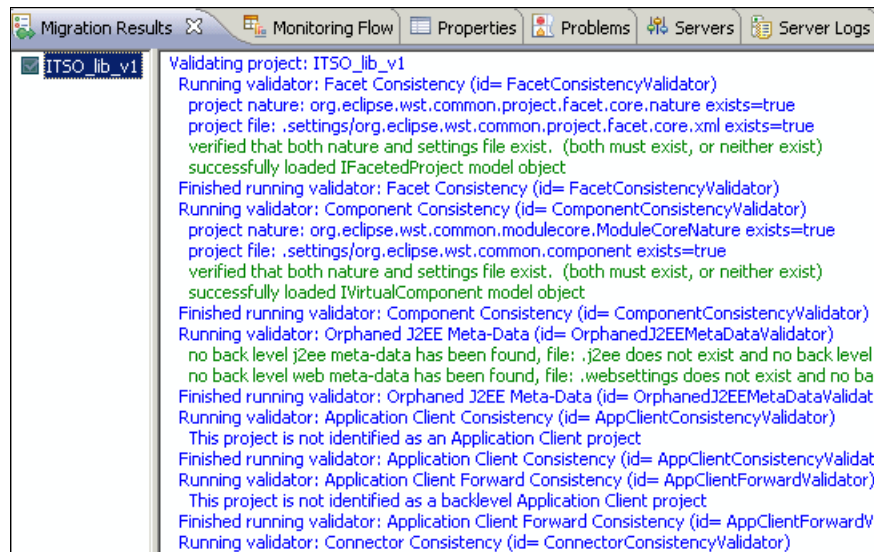 Migration Results Monitoring Flow Properties Problems Servers Server Logs
ITSO_lib_v1
Validating project: ITSO_lib_v1
Running validator: Facet Consistency (id= FacetConsistencyValidator)
project nature: org.eclipse.wst.common.project.facet.core.nature exists=true
project file: .settings/org.eclipse.wst.common.project.facet.core.xml exists=true
verified that both nature and settings file exist. (both must exist, or neither exist)
successfully loaded IFacetedProject model object
Finished running validator: Facet Consistency (id= FacetConsistencyValidator)
Running validator: Component Consistency (id= ComponentConsistencyValidator)
project nature: org.eclipse.wst.common.modulecore.ModuleCoreNature exists=true
project file: .settings/org.eclipse.wst.common.component exists=true
verified that both nature and settings file exist. (both must exist, or neither exist)
successfully loaded IVirtualComponent model object
Finished running validator: Component Consistency (id= ComponentConsistencyValidator)
Running validator: Orphaned J2EE Meta-Data (id= OrphanedJ2EEMetaDataValidator)
no back level j2ee meta-data has been found, file: .j2ee does not exist and no back level
no back level web meta-data has been found, file: .websettings does not exist and no ba
Finished running validator: Orphaned J2EE Meta-Data (id= OrphanedJ2EEMetaDataValidat
Running validator: Application Client Consistency (id= AppClientConsistencyValidator)
This project is not identified as an Application Client project
Finished running validator: Application Client Consistency (id= AppClientConsistencyValidat
Running validator: Application Client Forward Consistency (id= AppClientForwardValidator)
This project is not identified as a backlevel Application Client project
Finished running validator: Application Client Forward Consistency (id= AppClientForwardV
Running validator: Connector Consistency (id= ConnectorConsistencyValidator)